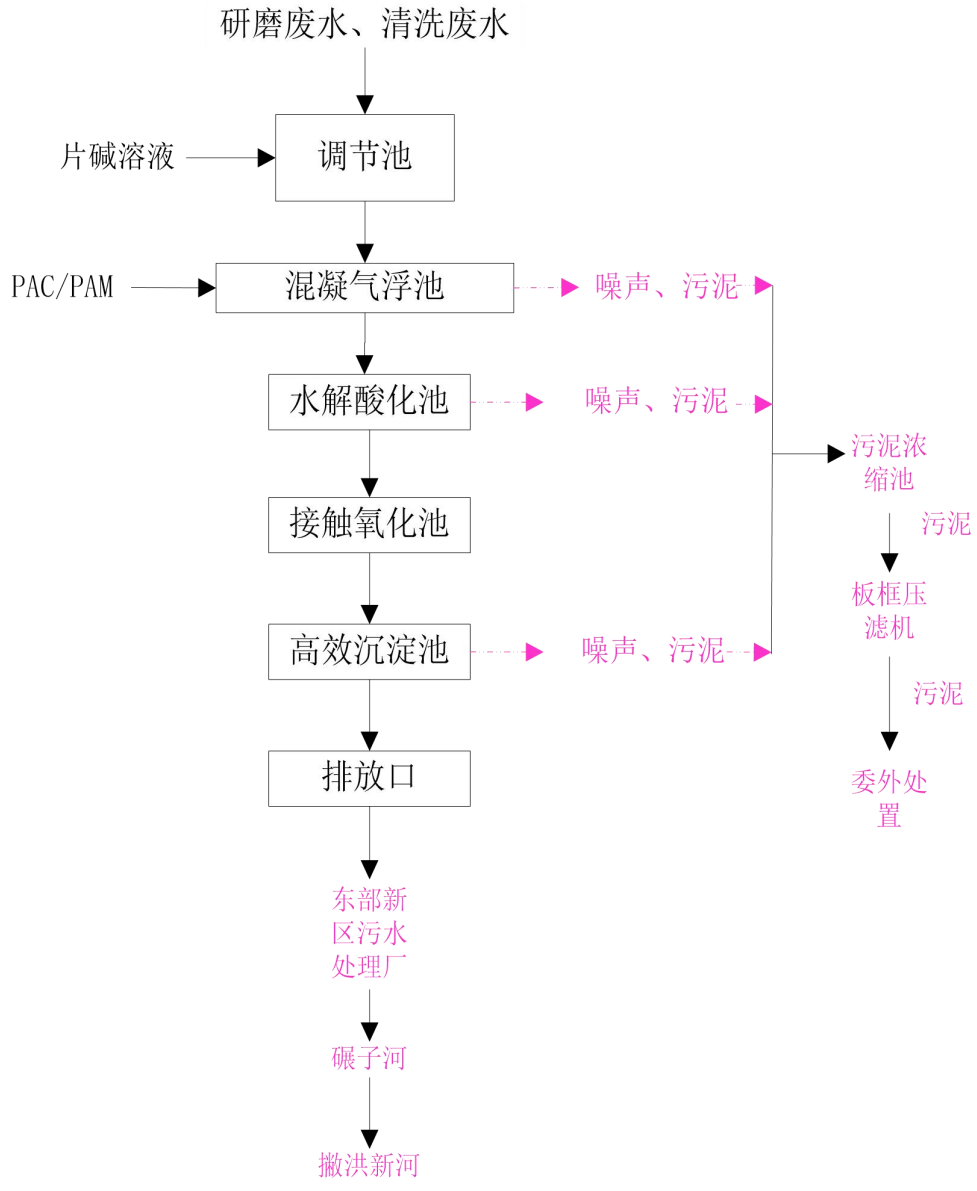 研磨废水、清洗废水
片碱溶液
调节池
PAC/PAM
混凝气浮池
噪声、污泥
水解酸化池
噪声、污泥
污泥浓
缩池
接触氧化池
污泥
板框压
滤机
高效沉淀池
噪声、污泥
污泥
排放口
委外处
置
东部新
区污水
处理厂
碾子河
撇洪新河